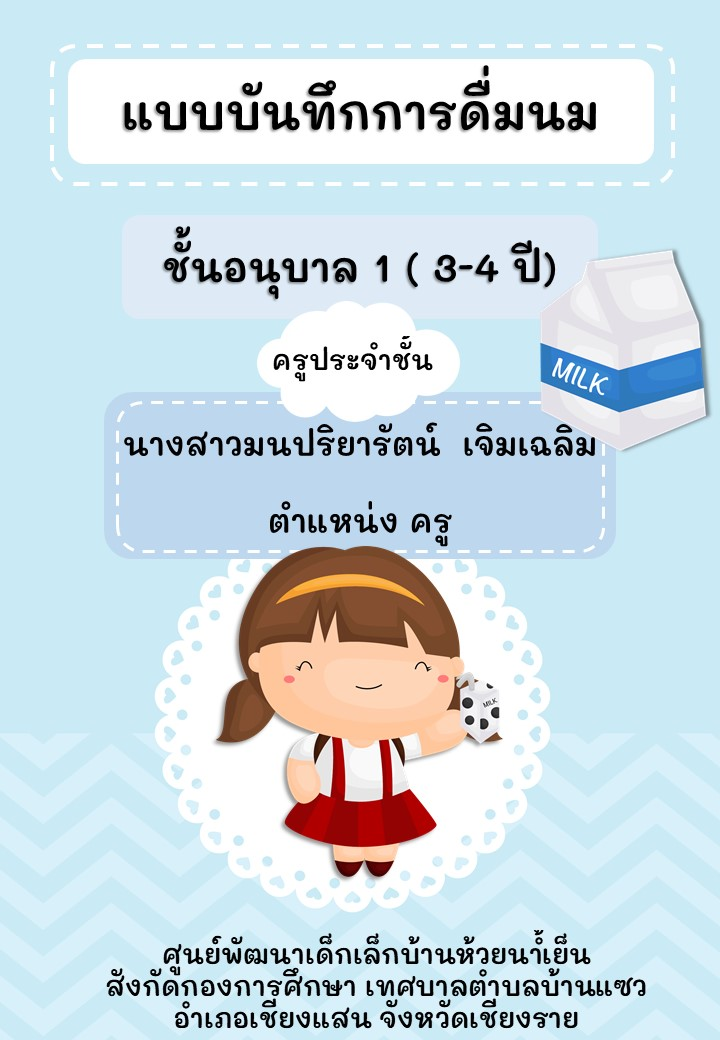 แบบบันทึกการดื่มนม
ชั้นอนุบาล 1 ( 3-4 ปี)
MILK
ครูประจำชั้น
นางสาวมนปริยารัตน์ เจิมเฉลิม
ตำแหน่ง ครู
MILK
ศูนย์พัฒนาเด็กเล็กบ้านห้วยน้ำเย็น
สังกัดกองการศึกษา เทศบาลตำบลบ้านแซว
อำเภอเชียงแสน จังหวัดเชียงราย